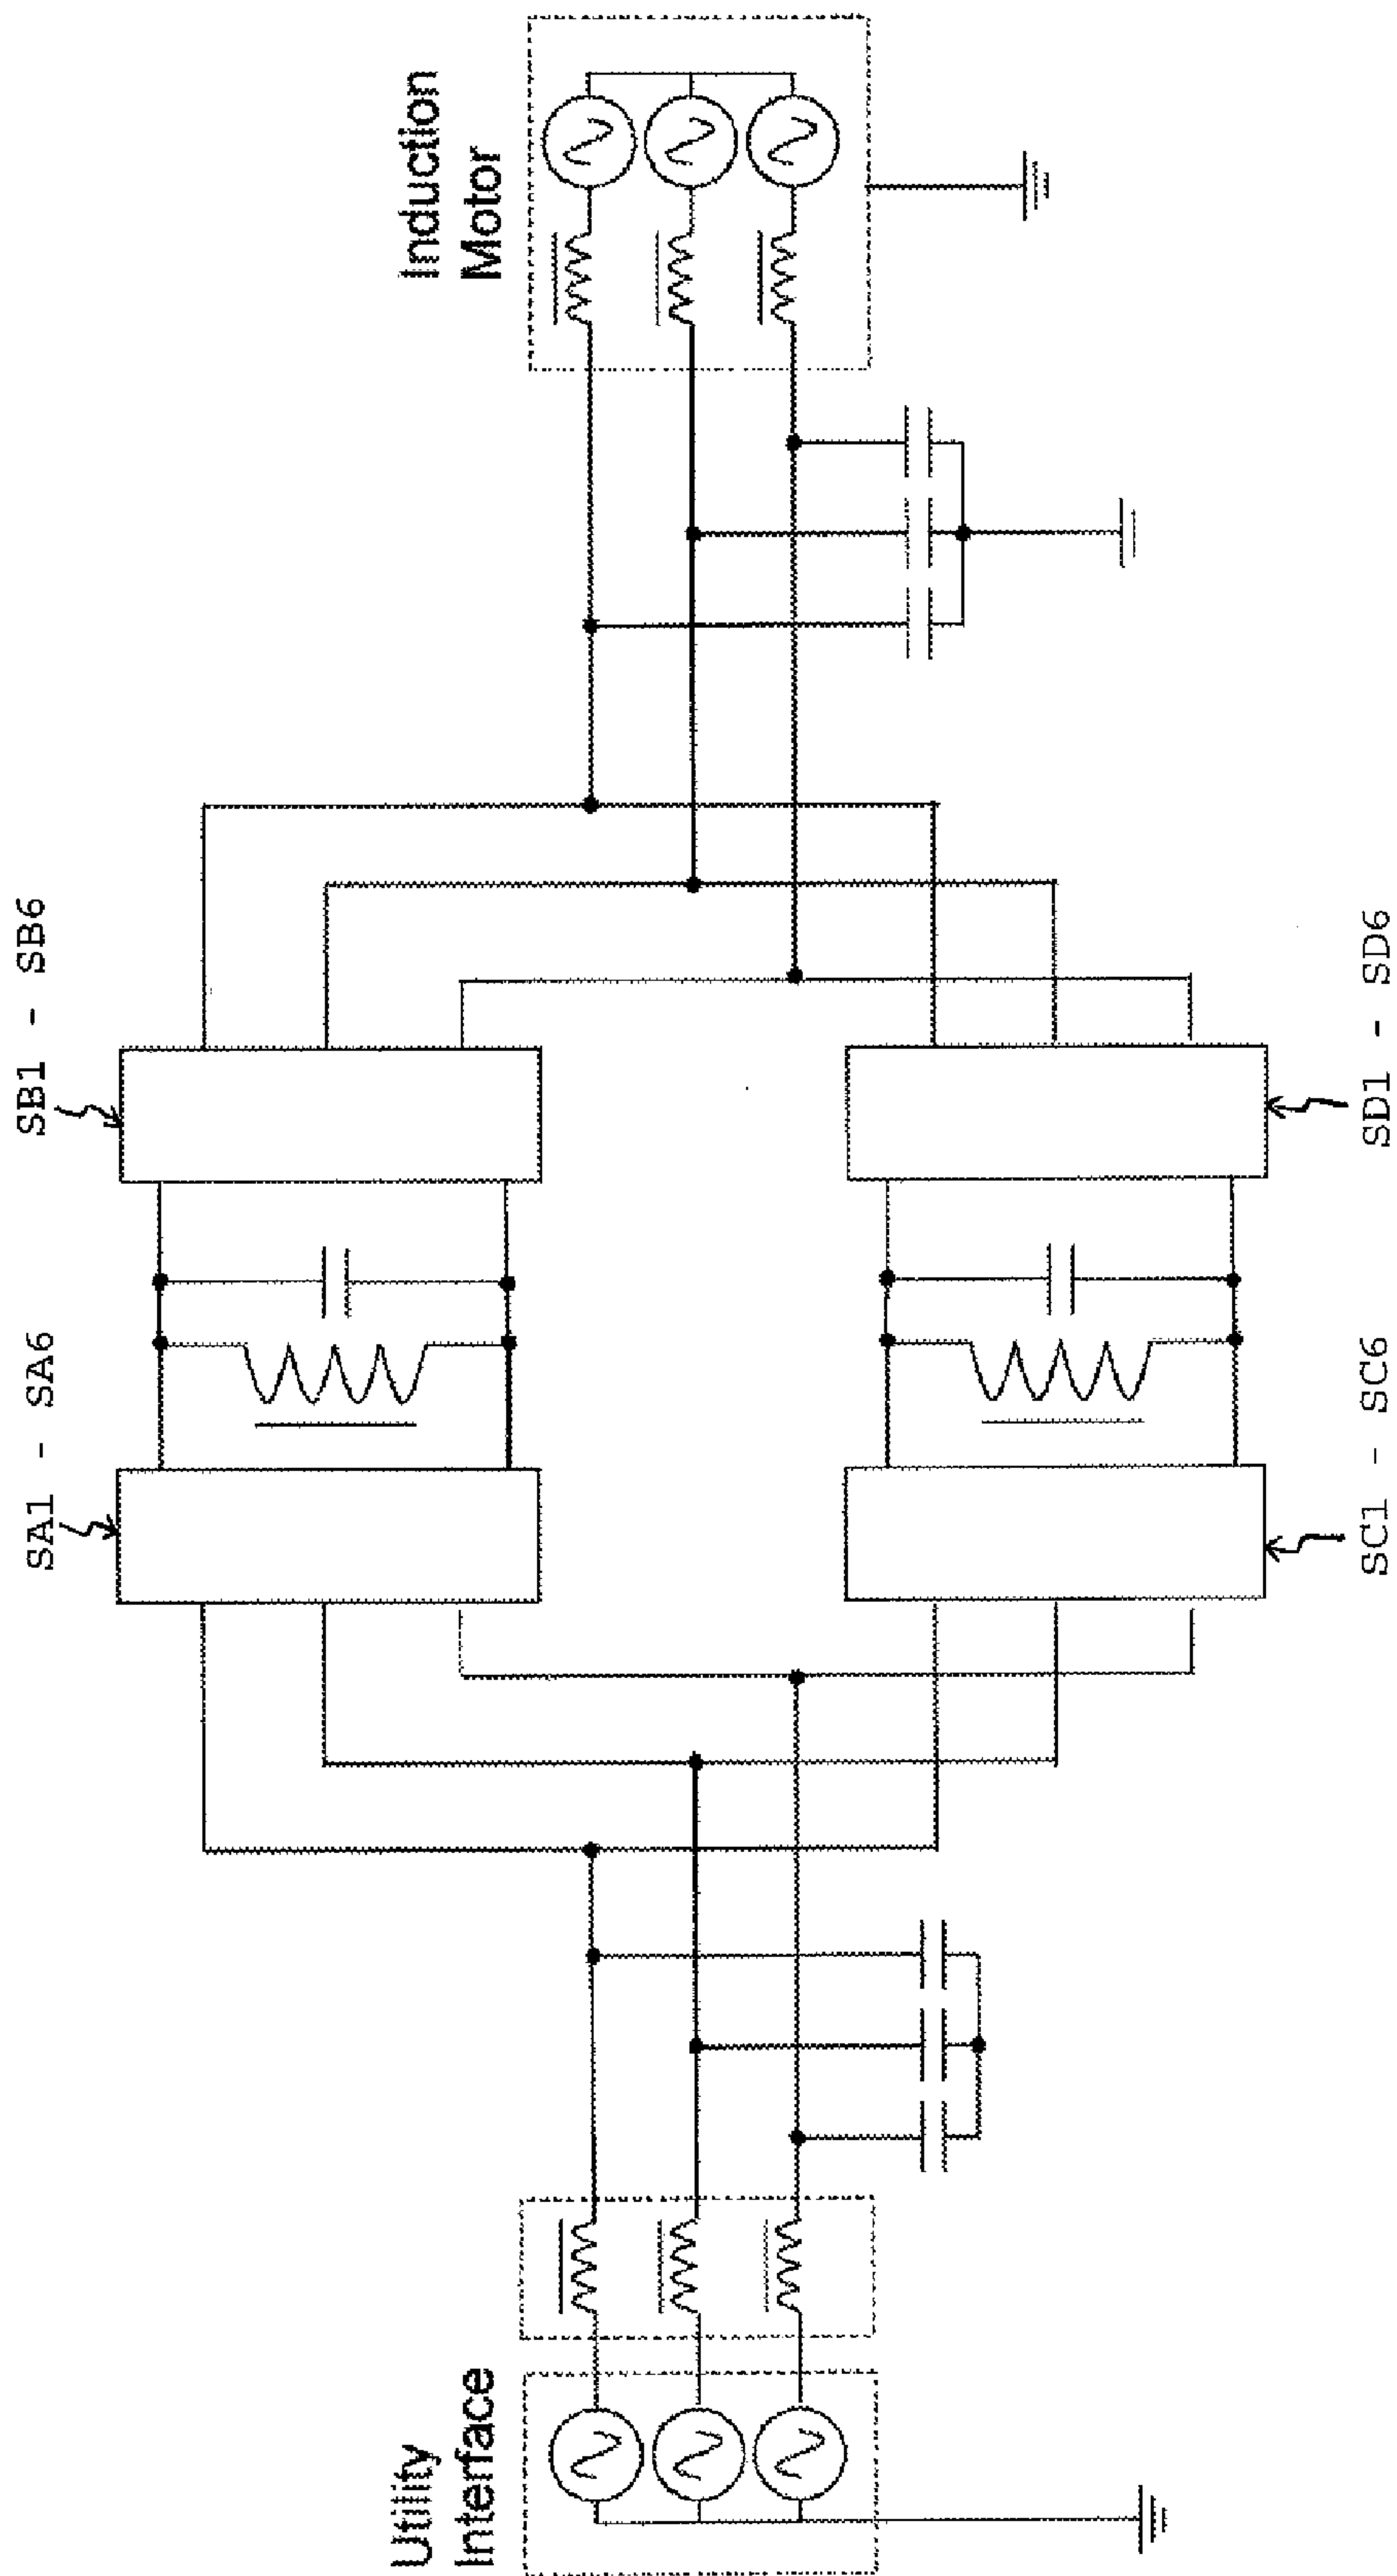 Utility
Interface
SA1 - SA6
SB1 - SB6
Induction
Motor
SC1 - SC6
SD1 - SD6